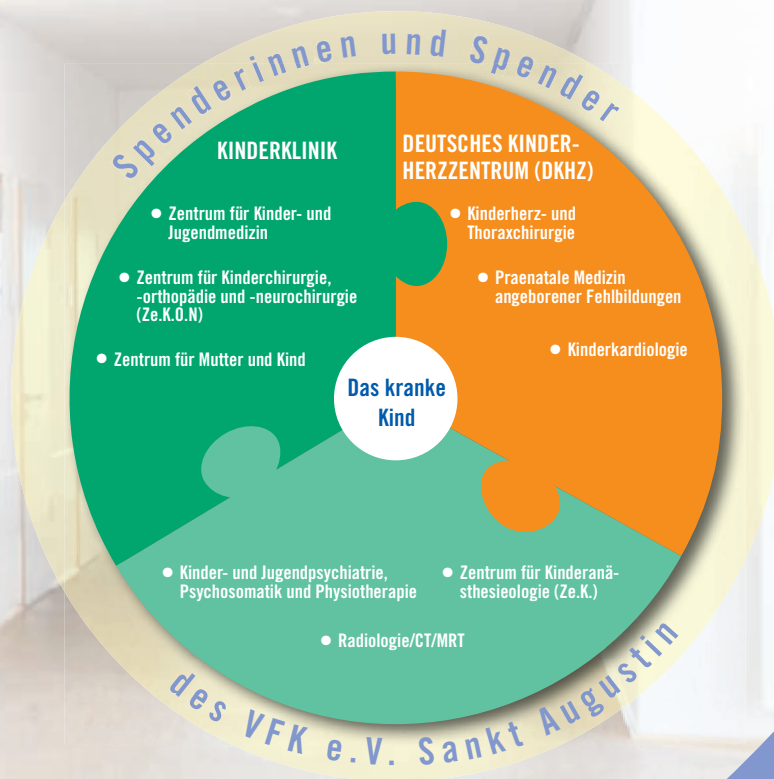 Spenderinnen und Spender
KINDERKLINIK
● Zentrum für Kinder- und
Jugendmedizin
● Zentrum für Kinderchirurgie,
-orthopädie und -neurochirurgie
(Ze.K.O.N)
● Zentrum für Mutter und Kind
DEUTSCHES KINDER-
HERZZENTRUM (DKHZ)
● Kinderherz- und
Thoraxchirurgie
● Praenatale Medizin
angeborener Fehlbildungen
● Kinderkardiologie
Das kranke
Kind
● Kinder- und Jugendpsychiatrie,
Psychosomatik und Physiotherapie
● Zentrum für Kinderanä-
sthesieologie (Ze.K.)
● Radiologie/CT/MRT
des VFK e.V. Sankt Augustin